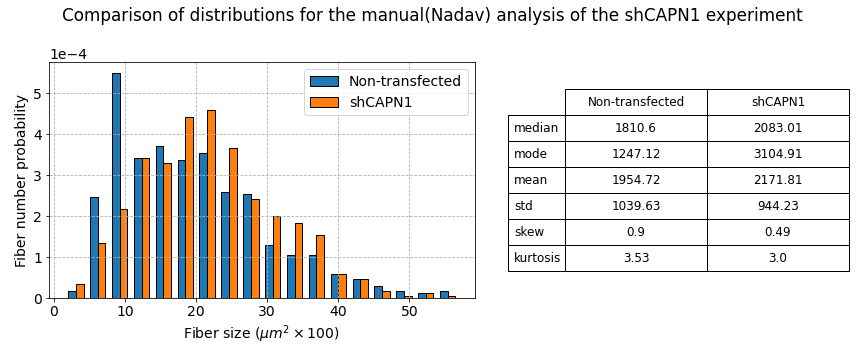 Comparison of distributions for the manual(Nadav) analysis of the shCAPN1 experiment
1e−4
Fiber number probability
5
4
3
2
1
0
0 10 20 30 40 50
Fiber size (μm² × 100)
Non-transfected
shCAPN1
Non-transfected shCAPN1
median 1810.6 2083.01
mode 1247.12 3104.91
mean 1954.72 2171.81
std 1039.63 944.23
skew 0.9 0.49
kurtosis 3.53 3.0